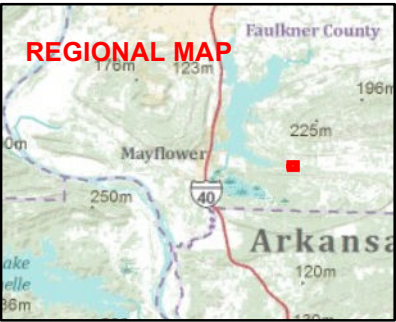 Faulkner County
REGIONAL MAP
176m
123m
196m
225m
Mayflower
250m
40
Arkansa
120m